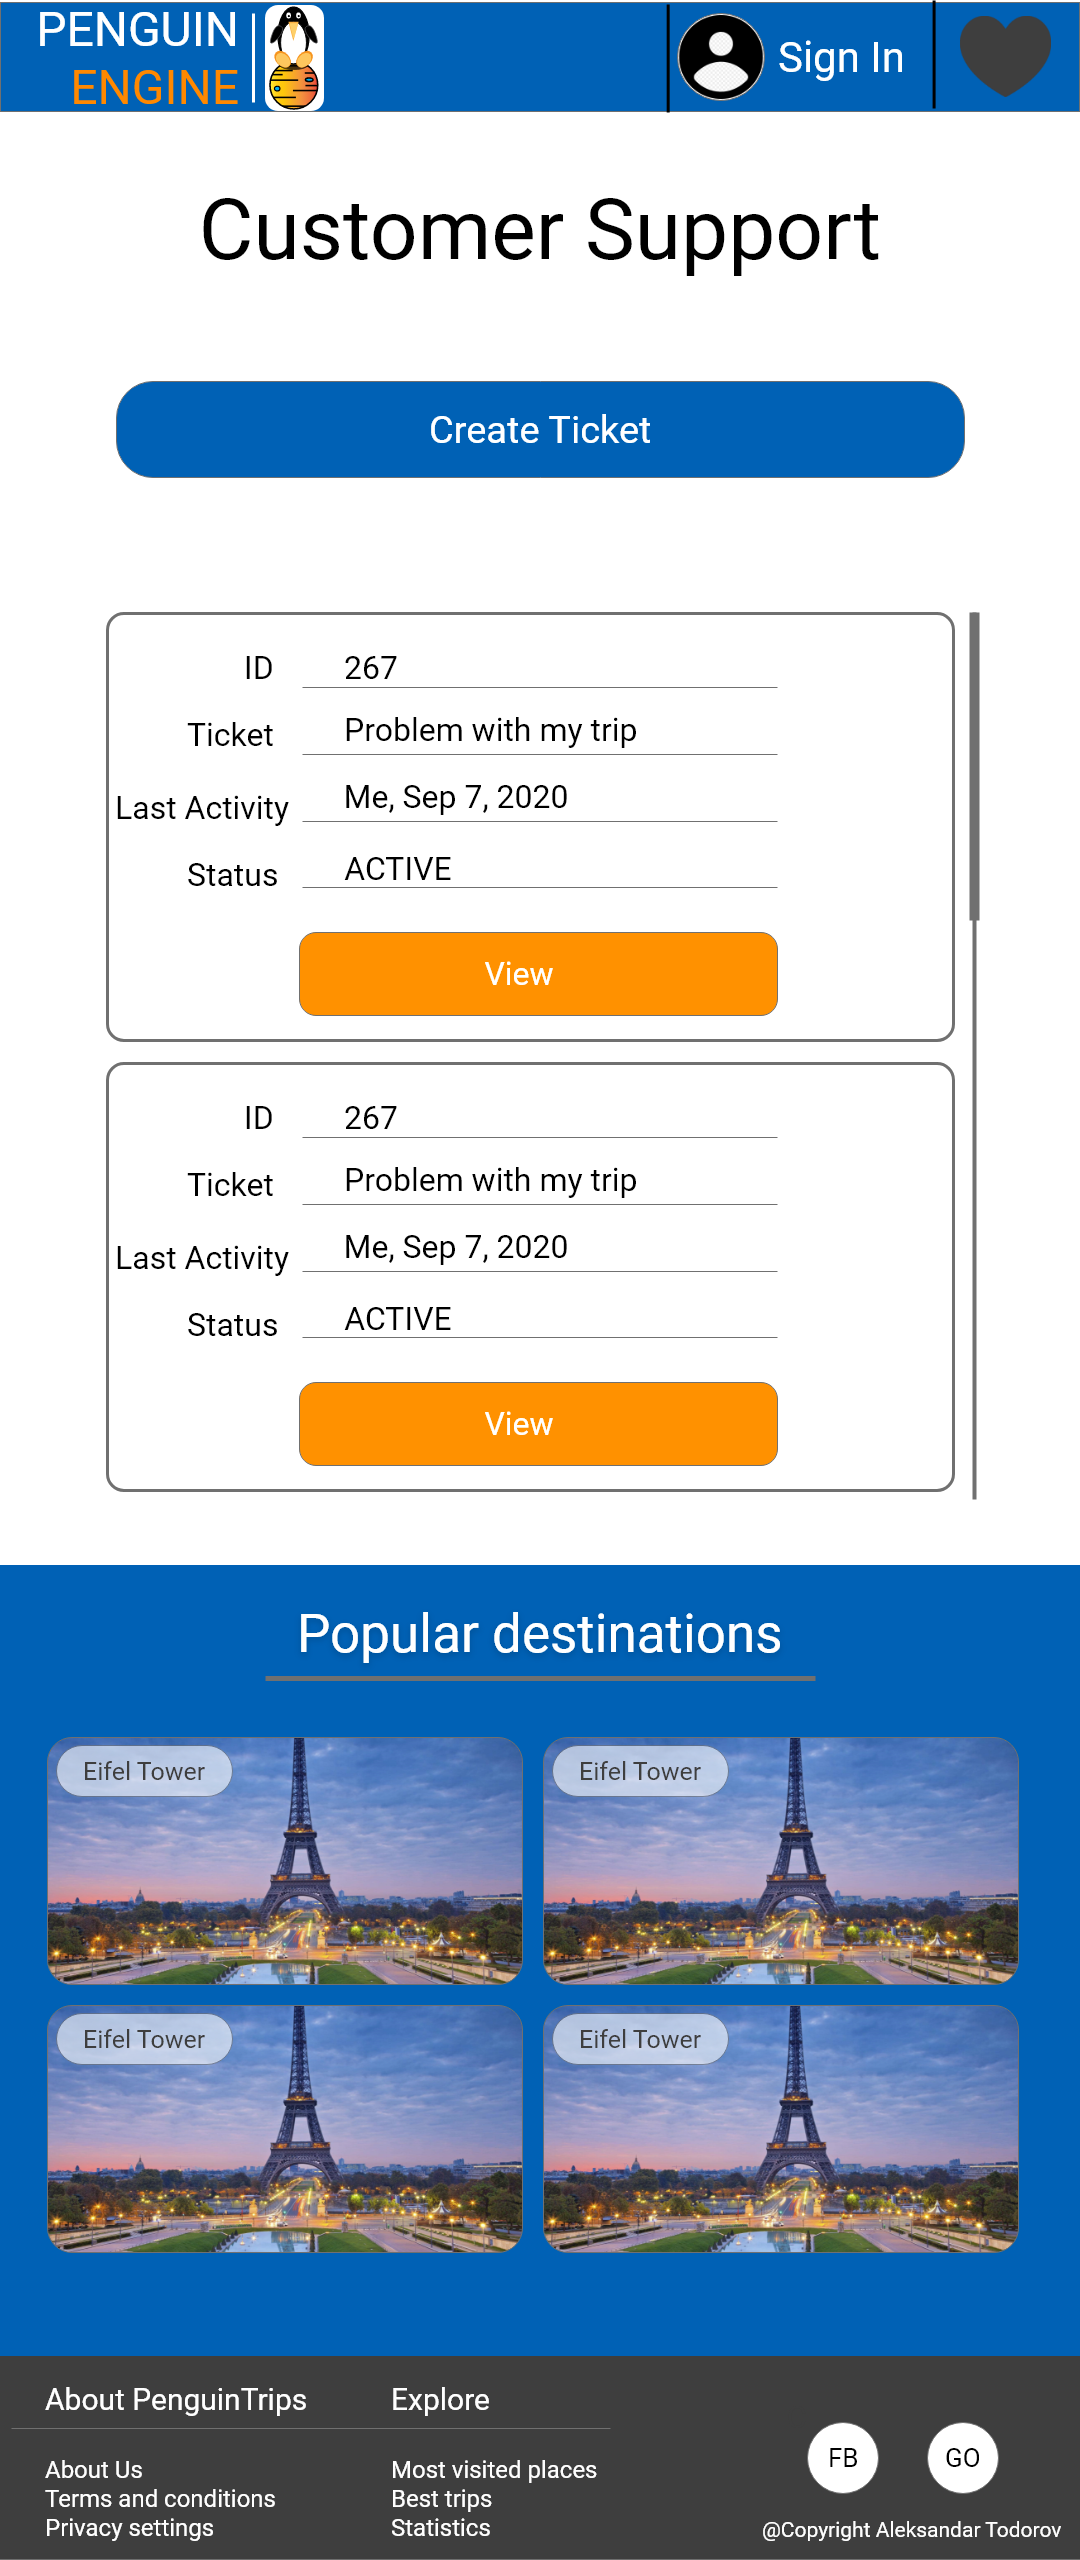 PENGUIN
ENGINE
Sign In
Customer Support
Create Ticket
ID 267
Ticket Problem with my trip
Last Activity Me, Sep 7, 2020
Status ACTIVE
View
ID 267
Ticket Problem with my trip
Last Activity Me, Sep 7, 2020
Status ACTIVE
View
Popular destinations
Eifel Tower
Eifel Tower
Eifel Tower
Eifel Tower
About PenguinTrips
About Us
Terms and conditions
Privacy settings
Explore
Most visited places
Best trips
Statistics
FB
GO
@Copyright Aleksandar Todorov